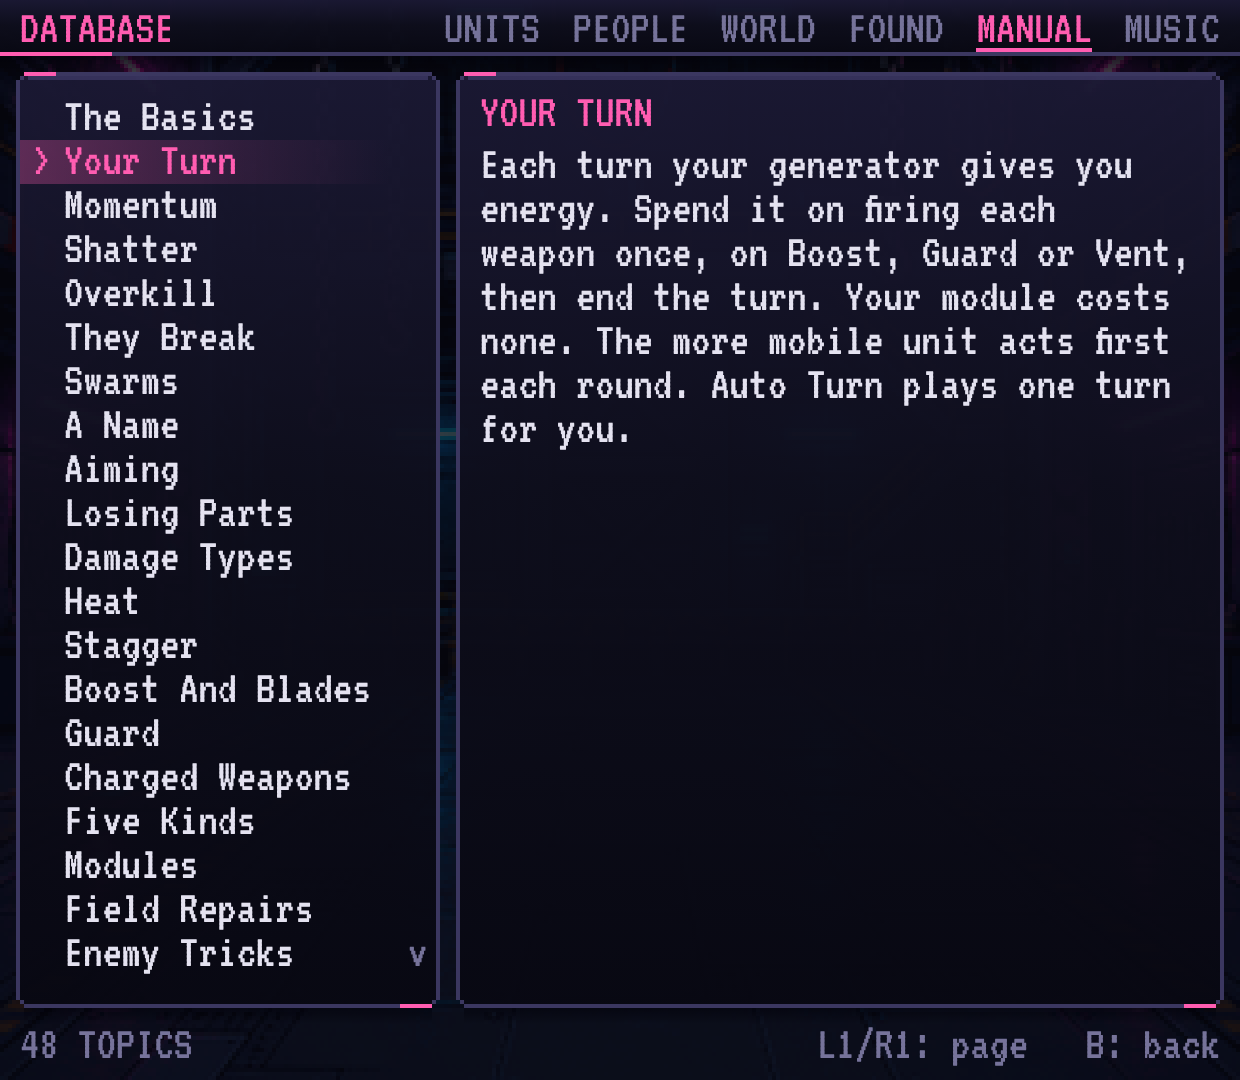 DATABASE UNITS PEOPLE WORLD FOUND MANUAL MUSIC
The Basics
> Your Turn
Momentum
Shatter
Overkill
They Break
Swarms
A Name
Aiming
Losing Parts
Damage Types
Heat
Stagger
Boost And Blades
Guard
Charged Weapons
Five Kinds
Modules
Field Repairs
Enemy Tricks v
YOUR TURN
Each turn your generator gives you
energy. Spend it on firing each
weapon once, on Boost, Guard or Vent,
then end the turn. Your module costs
none. The more mobile unit acts first
each round. Auto Turn plays one turn
for you.
48 TOPICS L1/R1: page B: back